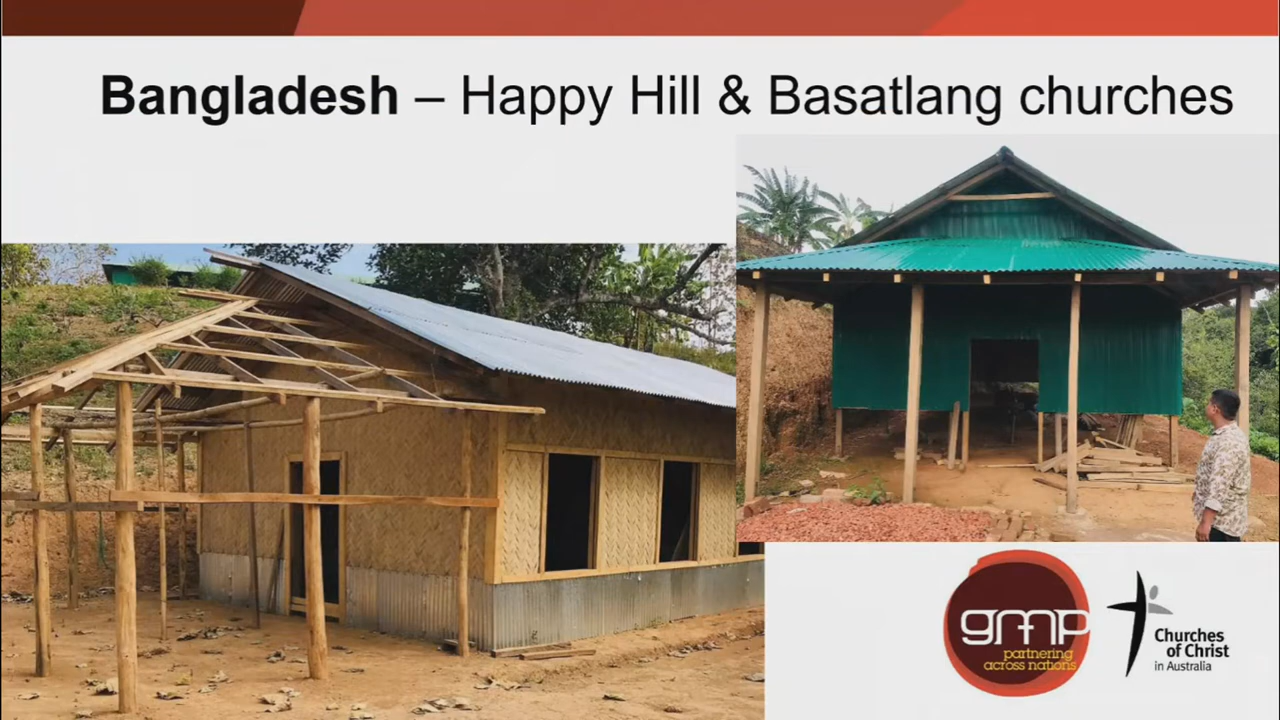 Bangladesh – Happy Hill & Basatlang churches
gmp
partnering
across nations
Churches
of Christ
in Australia